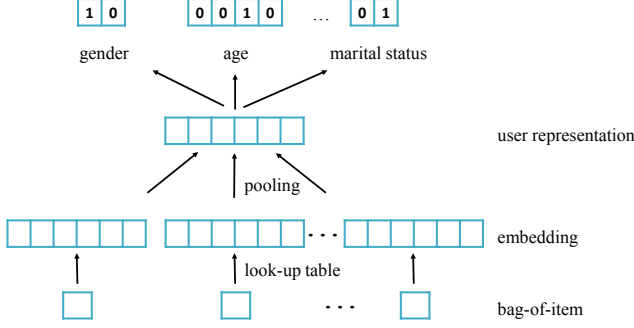 1 0 0 0 1 0 ... 0 1
gender age marital status
user representation
pooling
... embedding
look-up table
... bag-of-item